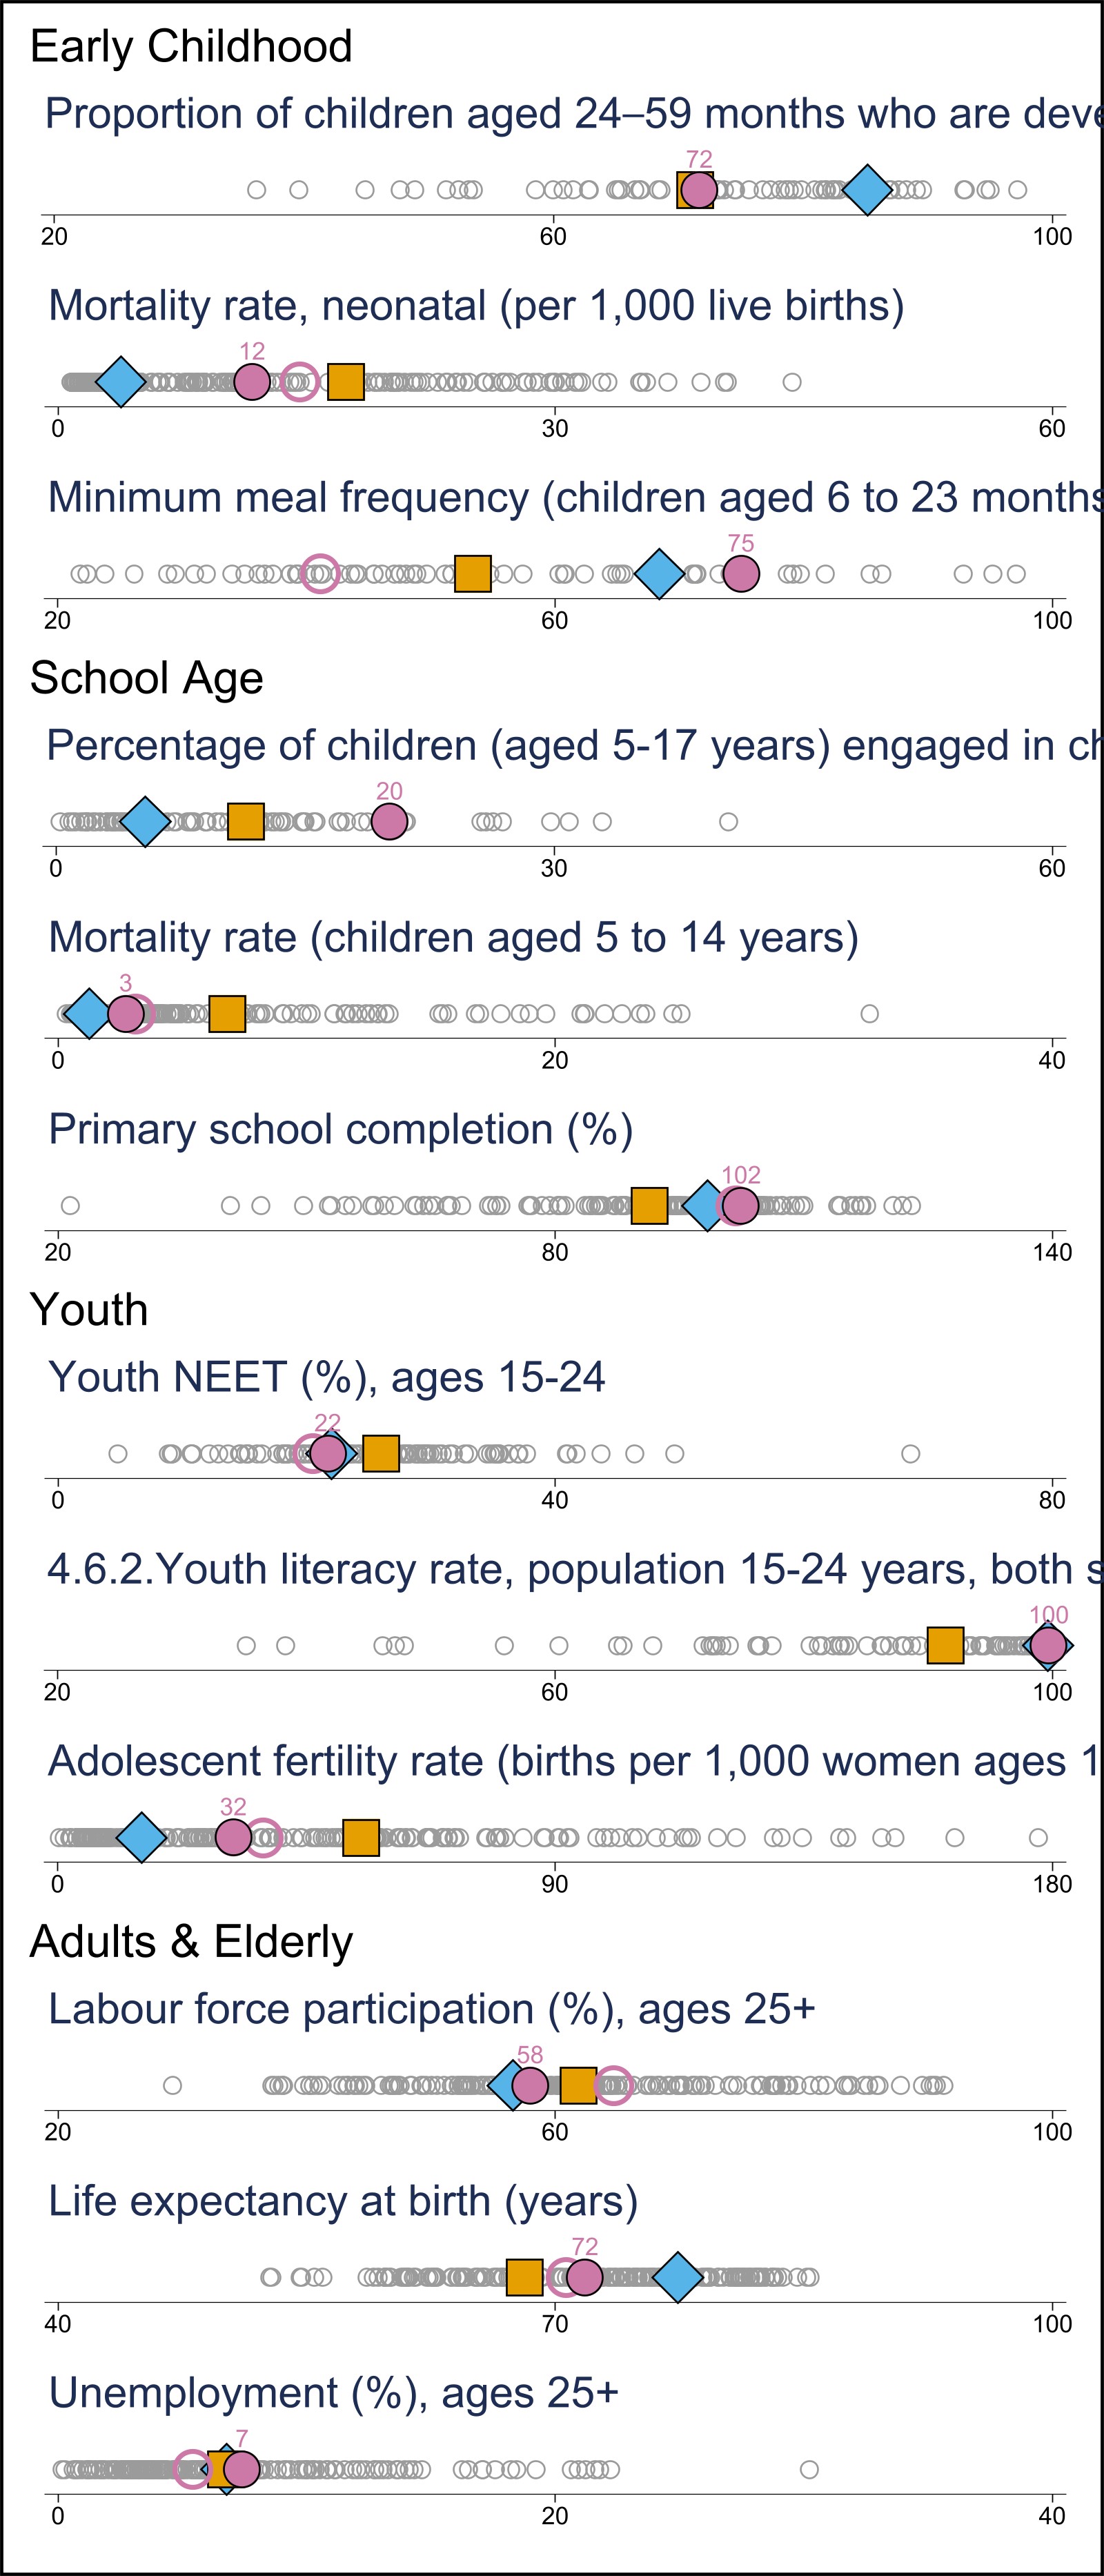 Early Childhood
Proportion of children aged 24–59 months who are deve
72
20 60 100
Mortality rate, neonatal (per 1,000 live births)
12
0 30 60
Minimum meal frequency (children aged 6 to 23 months
75
20 60 100
School Age
Percentage of children (aged 5-17 years) engaged in ch
20
0 30 60
Mortality rate (children aged 5 to 14 years)
3
0 20 40
Primary school completion (%)
102
20 80 140
Youth
Youth NEET (%), ages 15-24
22
0 40 80
4.6.2.Youth literacy rate, population 15-24 years, both s
100
20 60 100
Adolescent fertility rate (births per 1,000 women ages 1
32
0 90 180
Adults & Elderly
Labour force participation (%), ages 25+
58
20 60 100
Life expectancy at birth (years)
72
40 70 100
Unemployment (%), ages 25+
7
0 20 40